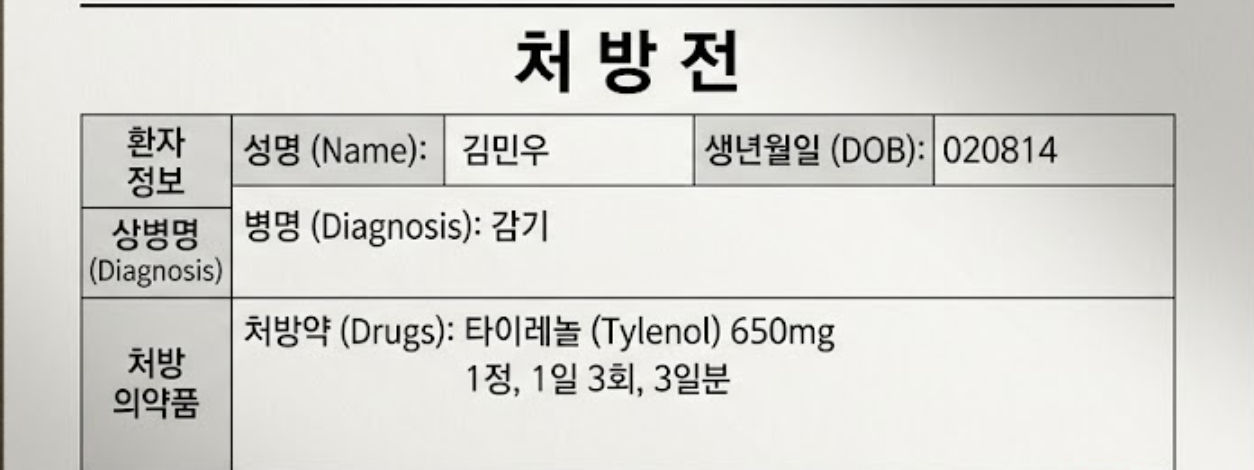 처 방 전
환자
정보
성명 (Name): 김민우 생년월일 (DOB): 020814
상병명
(Diagnosis)
병명 (Diagnosis): 감기
처방
의약품
처방약 (Drugs): 타이레놀 (Tylenol) 650mg
1정, 1일 3회, 3일분